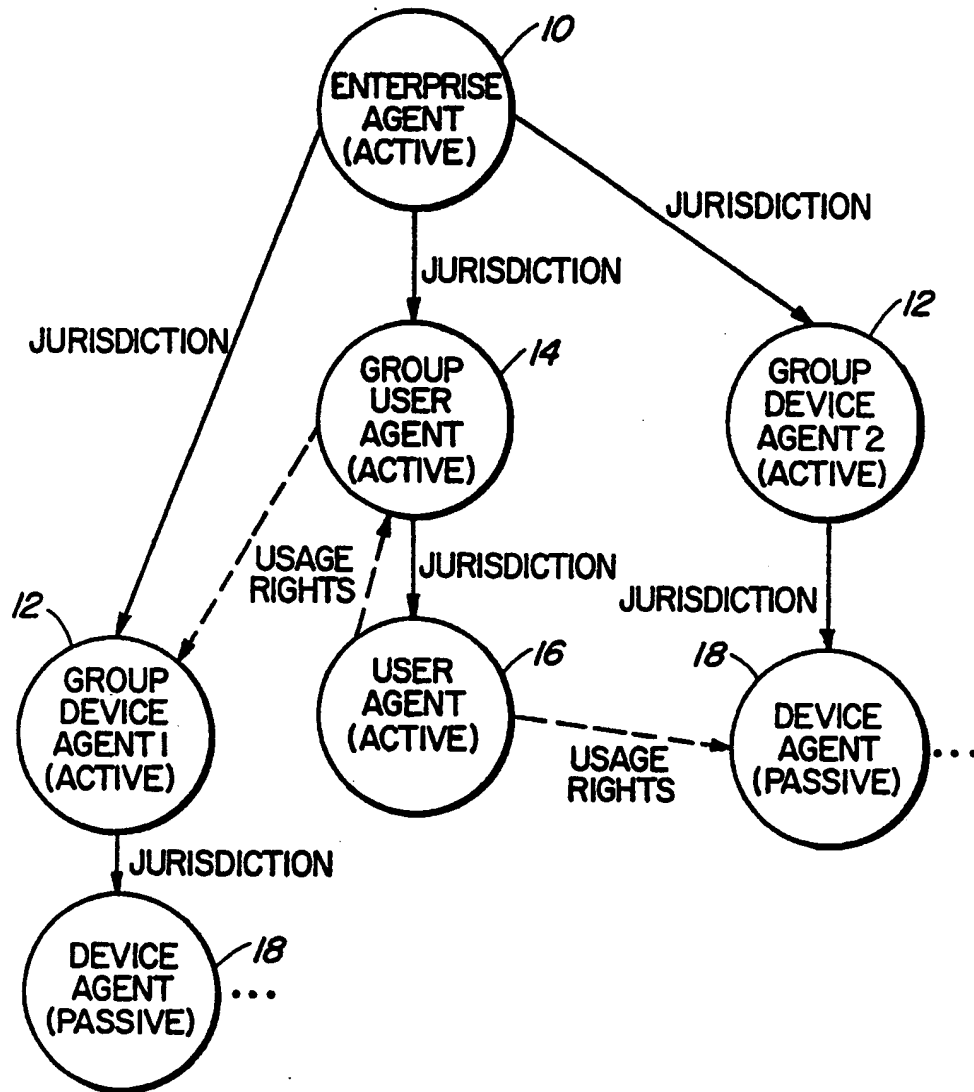 10
ENTERPRISE
AGENT
(ACTIVE)
JURISDICTION
JURISDICTION
JURISDICTION
14
GROUP
USER
AGENT
(ACTIVE)
12
GROUP
DEVICE
AGENT 2
(ACTIVE)
USAGE
RIGHTS
JURISDICTION
JURISDICTION
12
GROUP
DEVICE
AGENT 1
(ACTIVE)
16
USER
AGENT
(ACTIVE)
USAGE
RIGHTS
18
DEVICE
AGENT
(PASSIVE)
...
JURISDICTION
18
DEVICE
AGENT
(PASSIVE)
...